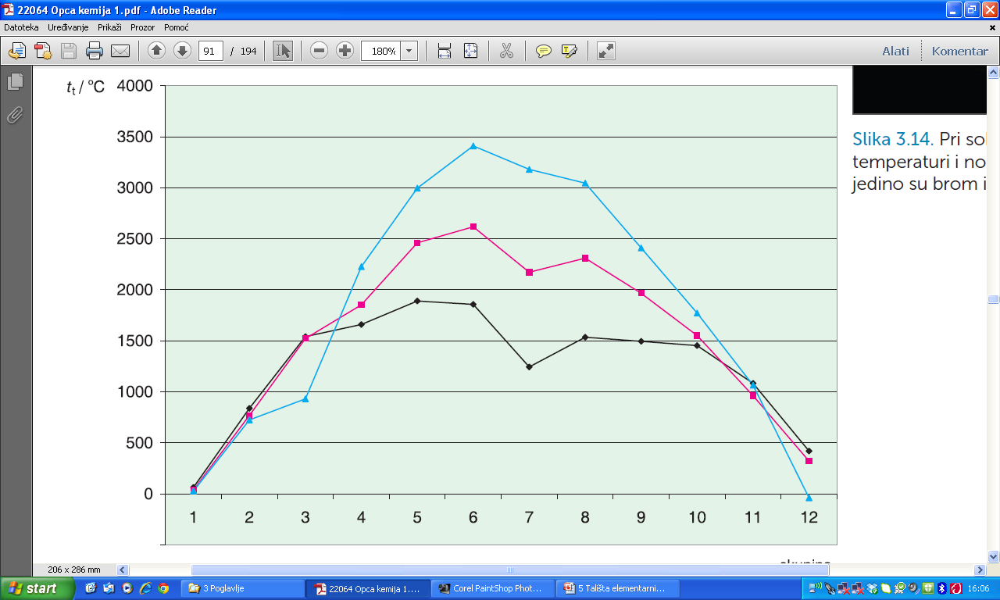 22064 Opca kemija 1.pdf - Adobe Reader
Datoteka Uređivanje Prikaži Prozor Pomoć
91 / 194 180% Alati Komentar
tt / °C
4000
3500
3000
2500
2000
1500
1000
500
0
1 2 3 4 5 6 7 8 9 10 11 12
Slika 3.14. Pri
temperaturi i
jedino su brom i
206 x 286 mm
start 3 Poglavlje 22064 Opca kemija 1.... Corel PaintShop Phot... 5 Tališta elementarni... 16:06